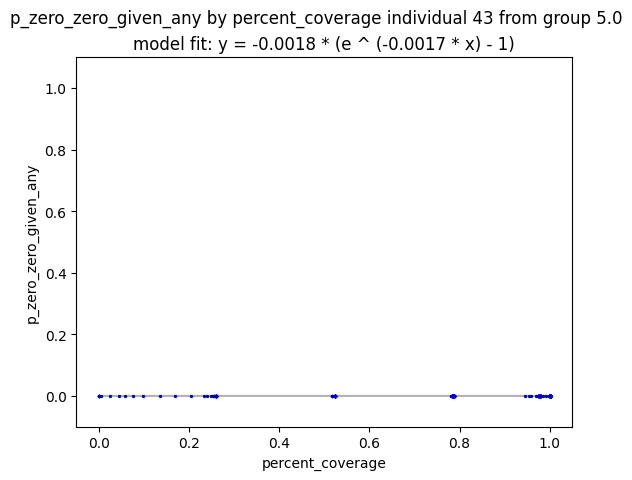 p_zero_zero_given_any by percent_coverage individual 43 from group 5.0
model fit: y = -0.0018 * (e ^ (-0.0017 * x) - 1)
1.0
0.8
0.6
0.4
0.2
0.0
p_zero_zero_given_any
0.0 0.2 0.4 0.6 0.8 1.0
percent_coverage